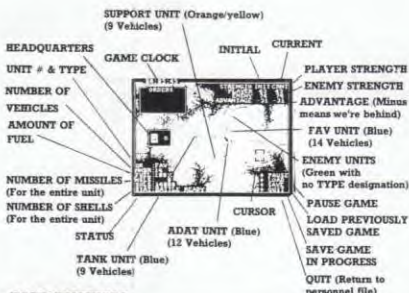 SUPPORT UNIT (Orange/yellow)
(9 Vehicles)
HEADQUARTERS
GAME CLOCK
INITIAL
CURRENT
UNIT # & TYPE
NUMBER OF
VEHICLES
AMOUNT OF
FUEL
NUMBER OF MISSILES
(For the entire unit)
NUMBER OF SHELLS
(For the entire unit)
STATUS
TANK UNIT (Blue)
(9 Vehicles)
ADAT UNIT (Blue)
(12 Vehicles)
CURSOR
ORDERS
STRENGTH INIT
ADVANTAGE
PLAYER STRENGTH
ENEMY STRENGTH
ADVANTAGE (Minus
means we're behind)
FAV UNIT (Blue)
(14 Vehicles)
ENEMY UNITS
(Green with
no TYPE designation)
PAUSE GAME
LOAD PREVIOUSLY
SAVED GAME
SAVE GAME
IN PROGRESS
QUIT (Return to
personnel file)